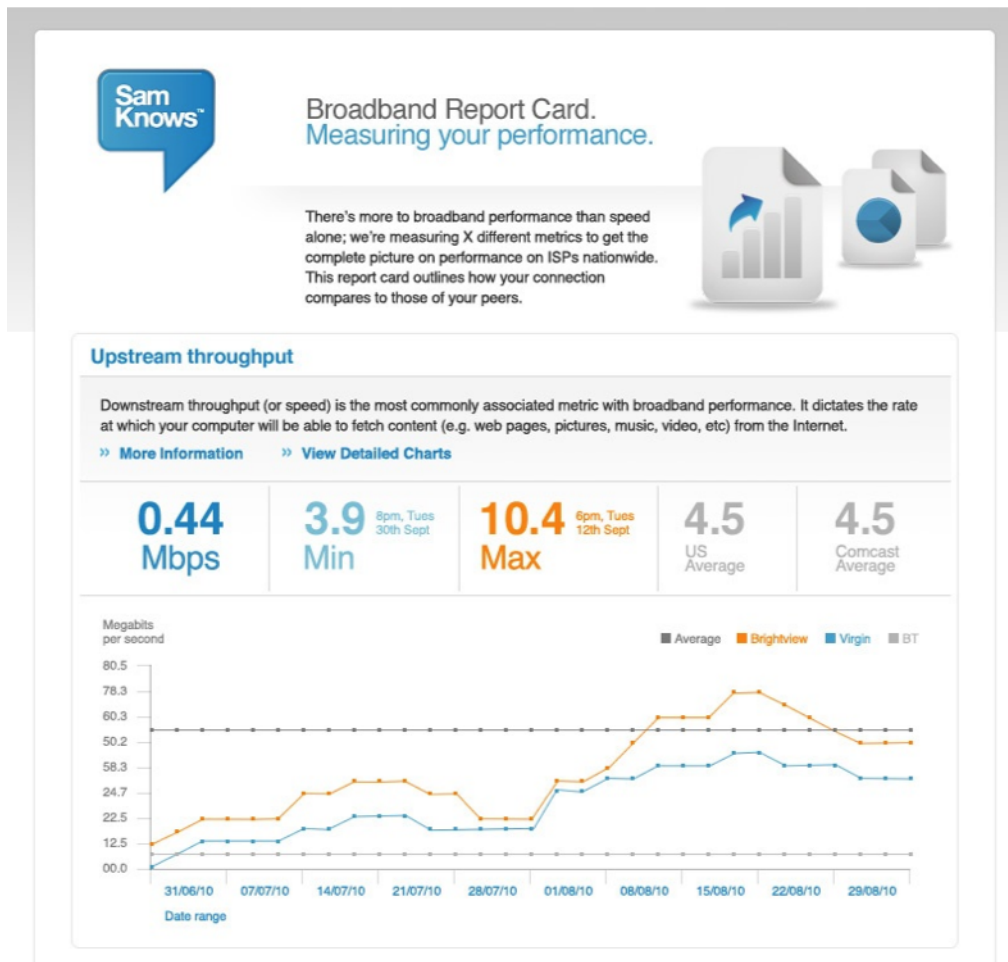 Sam
Knows™
Broadband Report Card.
Measuring your performance.
There's more to broadband performance than speed
alone; we're measuring X different metrics to get the
complete picture on performance on ISPs nationwide.
This report card outlines how your connection
compares to those of your peers.
Upstream throughput
Downstream throughput (or speed) is the most commonly associated metric with broadband performance. It dictates the rate
at which your computer will be able to fetch content (e.g. web pages, pictures, music, video, etc) from the Internet.
» More Information » View Detailed Charts
0.44
Mbps
3.9
8pm, Tues
30th Sept
Min
10.4
6pm, Tues
12th Sept
Max
4.5
US
Average
4.5
Comcast
Average
Megabits
per second
Average Brightview Virgin BT
80.5
78.3
60.3
50.2
58.3
24.7
22.5
12.5
00.0
31/06/10 07/07/10 14/07/10 21/07/10 28/07/10 01/08/10 08/08/10 15/08/10 22/08/10 29/08/10
Date range